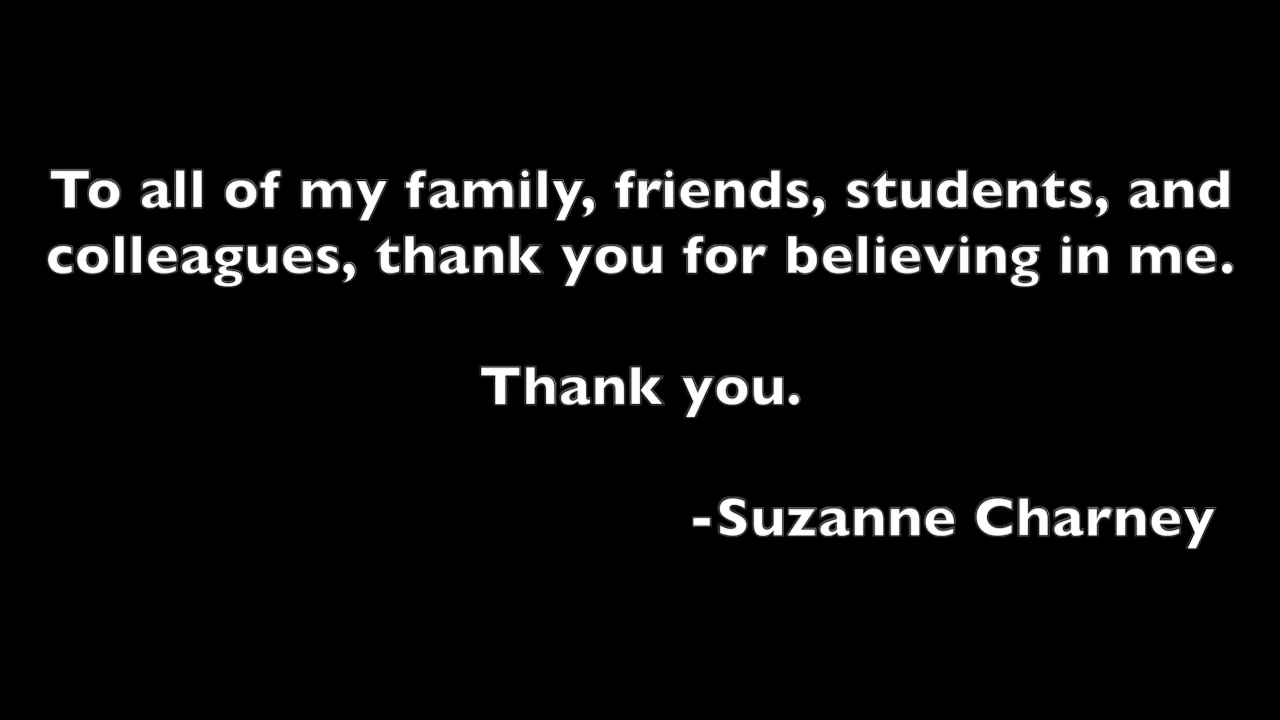 To all of my family, friends, students, and
colleagues, thank you for believing in me.
Thank you.
-Suzanne Charney